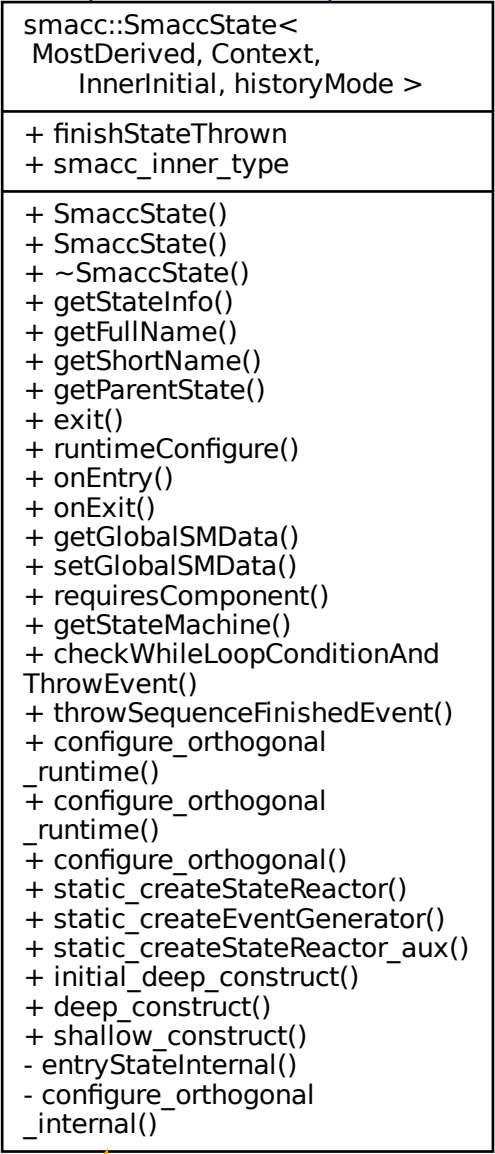 smacc::SmaccState<
MostDerived, Context,
InnerInitial, historyMode >
+ finishStateThrown
+ smacc_inner_type
+ SmaccState()
+ SmaccState()
+ ~SmaccState()
+ getStateInfo()
+ getFullName()
+ getShortName()
+ getParentState()
+ exit()
+ runtimeConfigure()
+ onEntry()
+ onExit()
+ getGlobalSMData()
+ setGlobalSMData()
+ requiresComponent()
+ getStateMachine()
+ checkWhileLoopConditionAnd
ThrowEvent()
+ throwSequenceFinishedEvent()
+ configure_orthogonal
_runtime()
+ configure_orthogonal
_runtime()
+ configure_orthogonal()
+ static_createStateReactor()
+ static_createEventGenerator()
+ static_createStateReactor_aux()
+ initial_deep_construct()
+ deep_construct()
+ shallow_construct()
- entryStateInternal()
- configure_orthogonal
_internal()